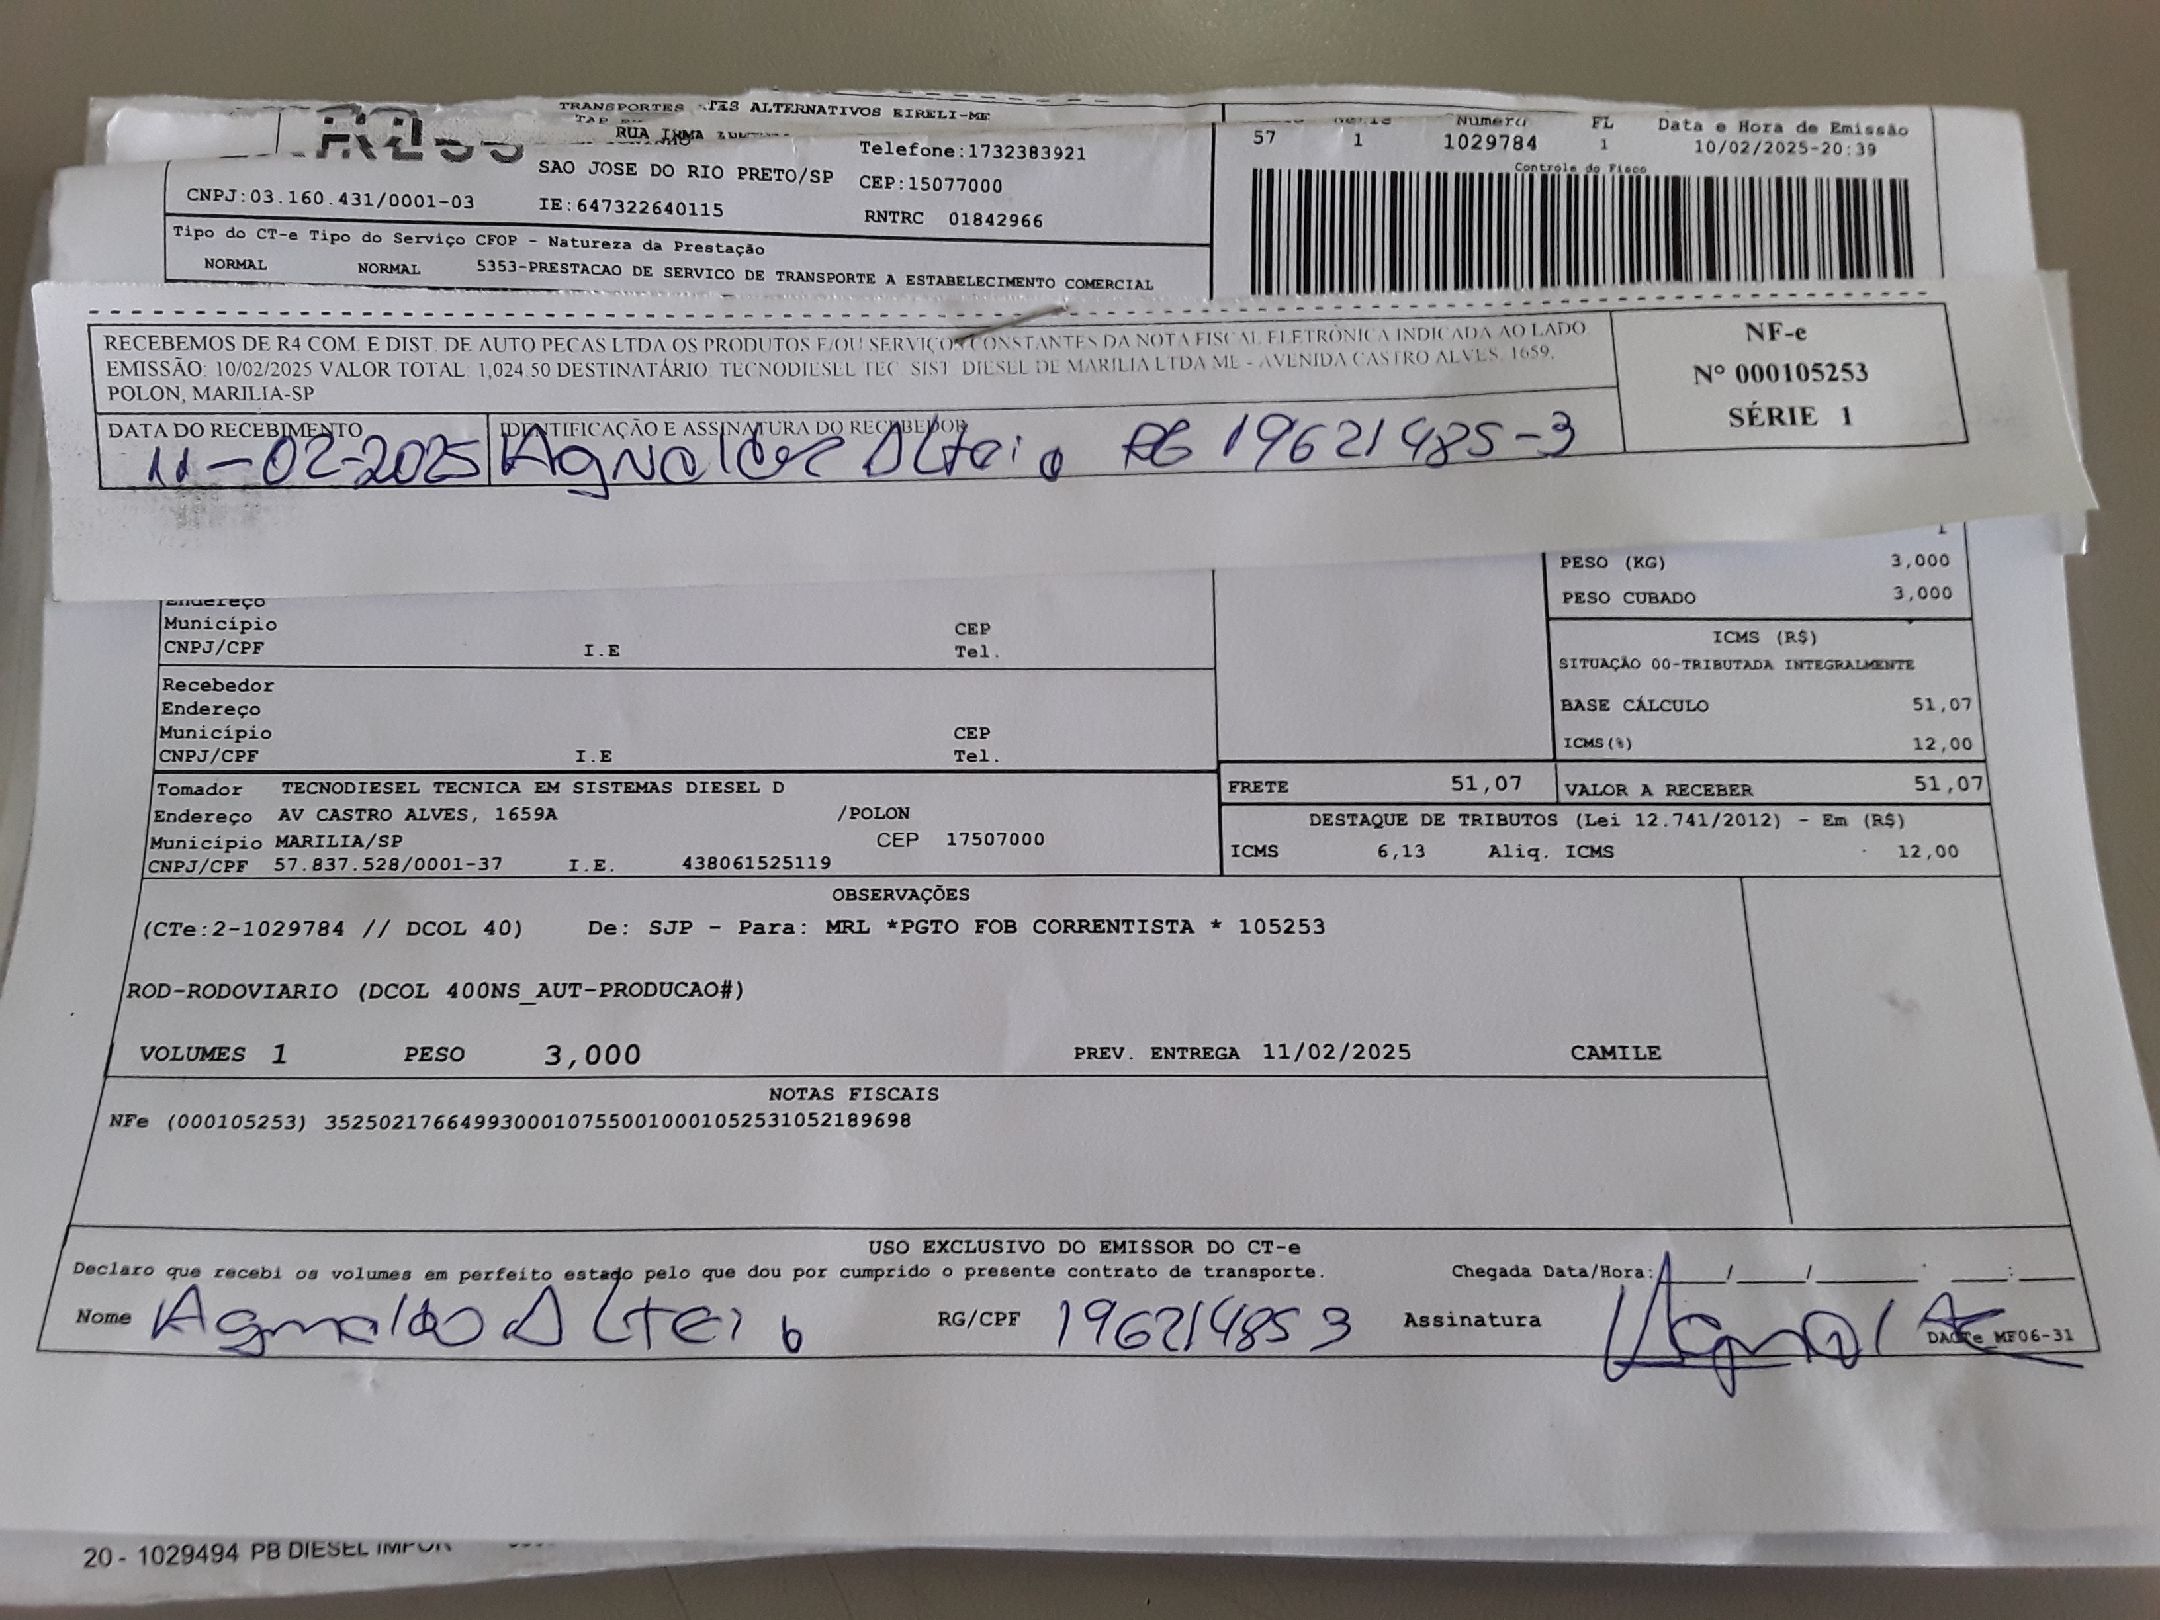 TRANSPORTES ALTERNATIVOS EIRELI-ME
RUA IRMA
SAO JOSE DO RIO PRETO/SP
Telefone:1732383921
CEP:15077000
CNPJ:03.160.431/0001-03
IE:647322640115
RNTRC 01842966
Tipo do CT-e Tipo do Serviço CFOP - Natureza da Prestação
NORMAL NORMAL 5353-PRESTACAO DE SERVICO DE TRANSPORTE A ESTABELECIMENTO COMERCIAL
Número FL Data e Hora de Emissão
57 1 1029784 1 10/02/2025-20:39
Controle do Fisco
RECEBEMOS DE R4 COM. E DIST. DE AUTO PECAS LTDA OS PRODUTOS E/OU SERVIÇOS CONSTANTES DA NOTA FISCAL ELETRÔNICA INDICADA AO LADO
EMISSÃO: 10/02/2025 VALOR TOTAL: 1,024.50 DESTINATÁRIO: TECNODIESEL TEC. SIST. DIESEL DE MARILIA LTDA ME - AVENIDA CASTRO ALVES, 1659,
POLON, MARILIA-SP
NF-e
Nº 000105253
SÉRIE 1
DATA DO RECEBIMENTO IDENTIFICAÇÃO E ASSINATURA DO RECEBEDOR
11-02-2025 Agnaldo Alteio RG 19621485-3
1
PESO (KG) 3,000
PESO CUBADO 3,000
ICMS (R$)
SITUAÇÃO 00-TRIBUTADA INTEGRALMENTE
BASE CÁLCULO 51,07
ICMS(%) 12,00
Endereço
Município CEP
CNPJ/CPF I.E Tel.
Recebedor
Endereço
Município CEP
CNPJ/CPF I.E Tel.
Tomador TECNODIESEL TECNICA EM SISTEMAS DIESEL D
Endereço AV CASTRO ALVES, 1659A /POLON
Município MARILIA/SP CEP 17507000
CNPJ/CPF 57.837.528/0001-37 I.E. 438061525119
FRETE 51,07 VALOR A RECEBER 51,07
DESTAQUE DE TRIBUTOS (Lei 12.741/2012) - Em (R$)
ICMS 6,13 Aliq. ICMS 12,00
OBSERVAÇÕES
(CTe:2-1029784 // DCOL 40) De: SJP - Para: MRL *PGTO FOB CORRENTISTA * 105253
ROD-RODOVIARIO (DCOL 400NS_AUT-PRODUCAO#)
VOLUMES 1 PESO 3,000 PREV. ENTREGA 11/02/2025 CAMILE
NOTAS FISCAIS
NFe (000105253) 35250217664993000107550010001052531052189698
USO EXCLUSIVO DO EMISSOR DO CT-e
Declaro que recebi os volumes em perfeito estado pelo que dou por cumprido o presente contrato de transporte. Chegada Data/Hora:____/____/______ ___:___
Nome Agnaldo Alteio RG/CPF 196214853 Assinatura
DACTe MF06-31
20 - 1029494 PB DIESEL IMPOR